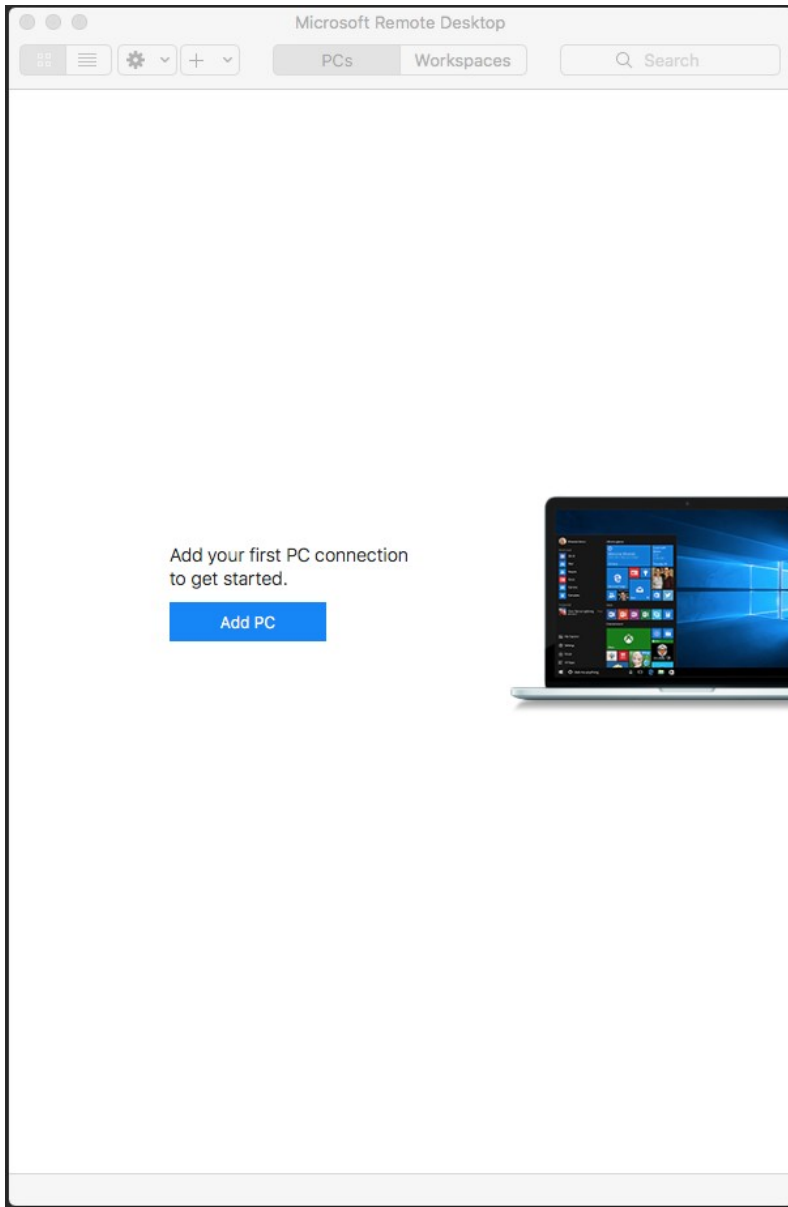 Microsoft Remote Desktop
PCs Workspaces Search
Add your first PC connection
to get started.
Add PC